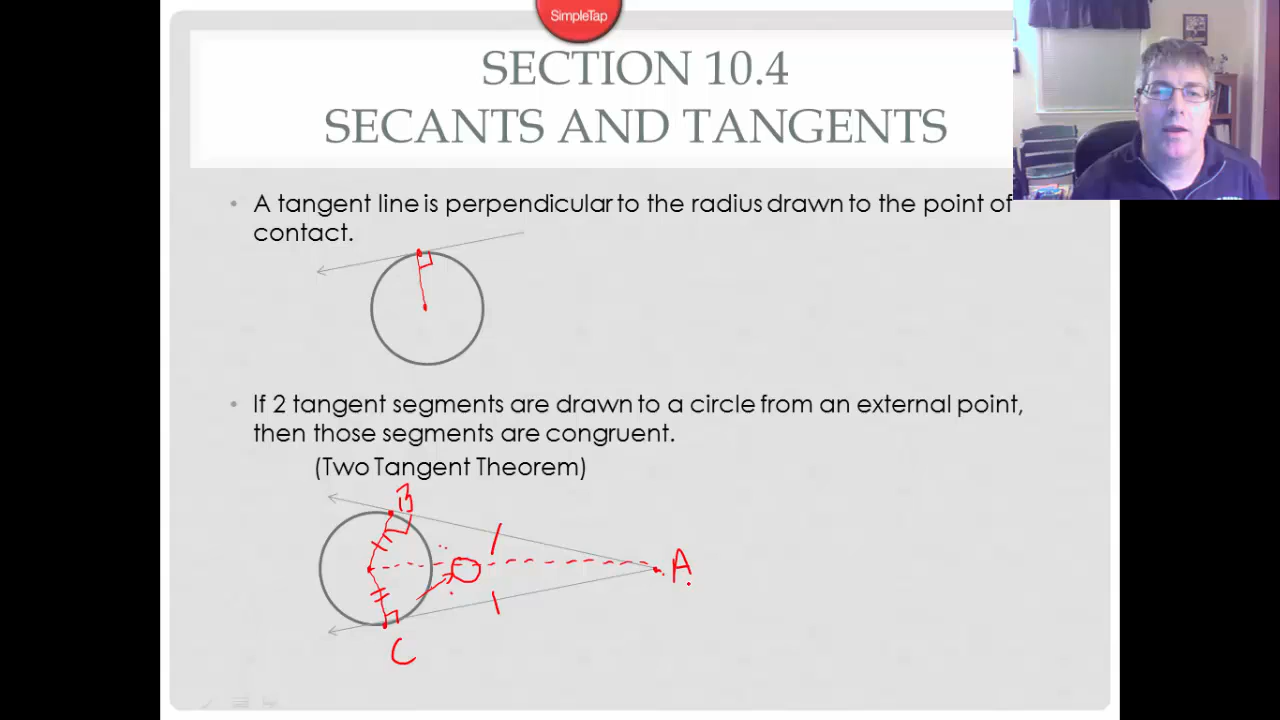 SimpleTap
SECTION 10.4
SECANTS AND TANGENTS
• A tangent line is perpendicular to the radius drawn to the point of
contact.
• If 2 tangent segments are drawn to a circle from an external point,
then those segments are congruent.
(Two Tangent Theorem)
B
A
C